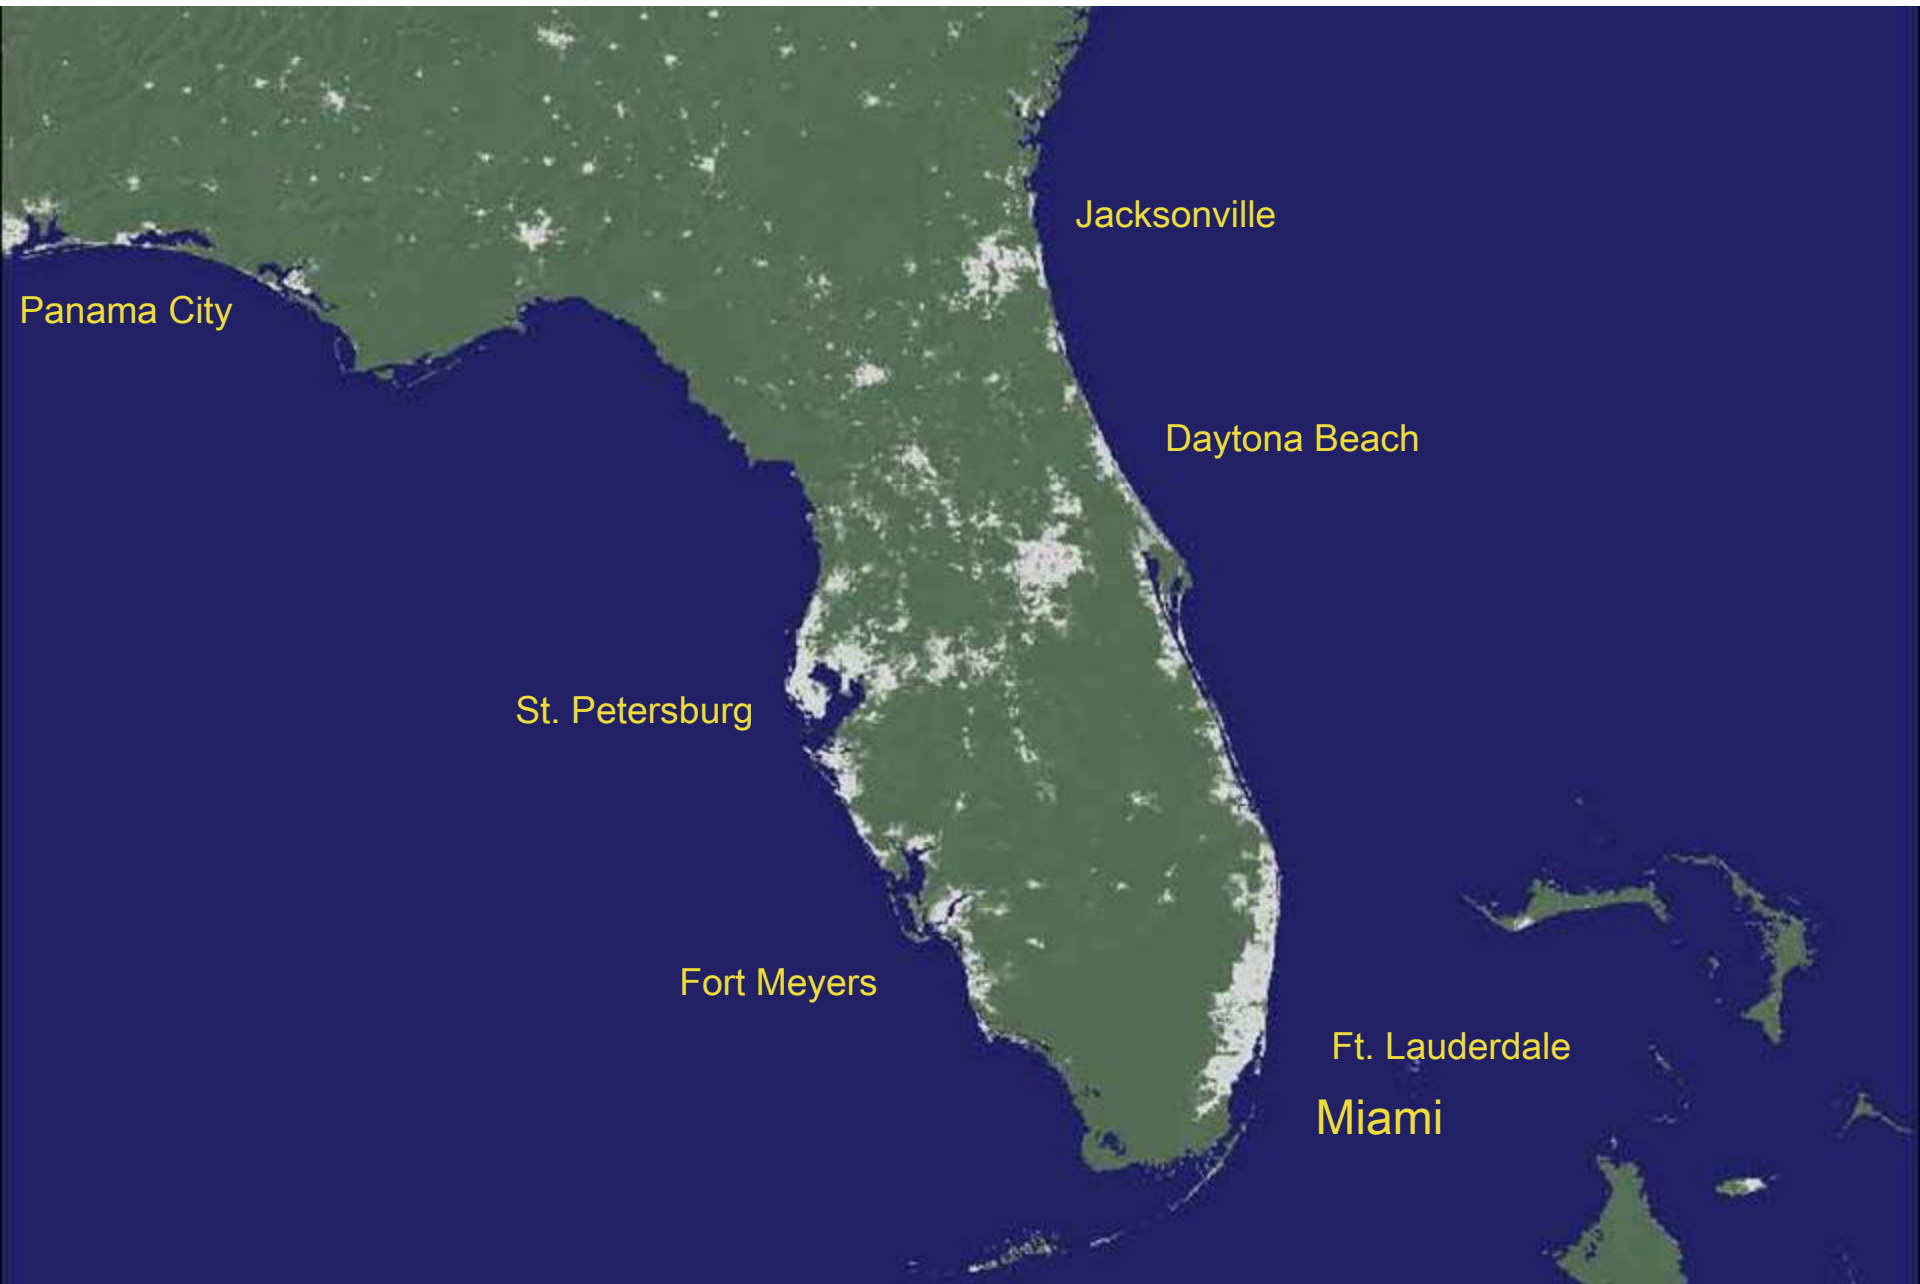 Jacksonville
Panama City
Daytona Beach
St. Petersburg
Fort Meyers
Ft. Lauderdale
Miami